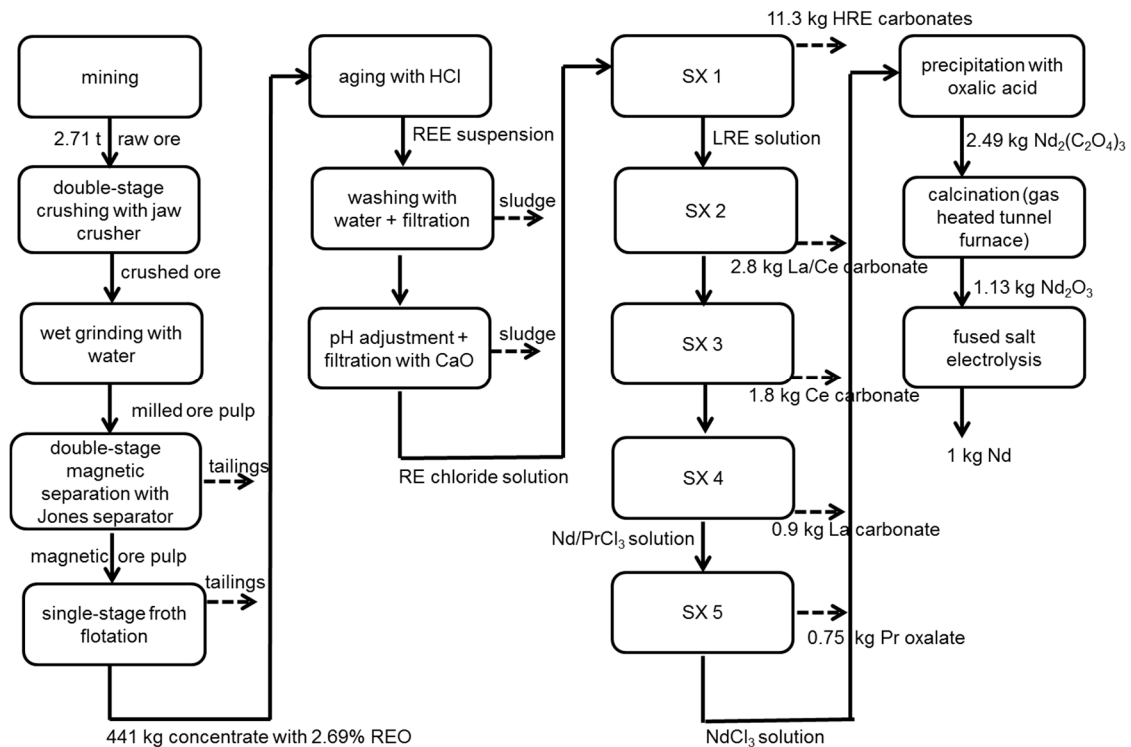 mining
2.71 t raw ore
double-stage
crushing with jaw
crusher
crushed ore
wet grinding with
water
milled ore pulp
double-stage
magnetic
separation with
Jones separator
tailings
magnetic ore pulp
single-stage froth
flotation
tailings
441 kg concentrate with 2.69% REO
aging with HCl
REE suspension
washing with
water + filtration
sludge
pH adjustment +
filtration with CaO
sludge
RE chloride solution
SX 1
11.3 kg HRE carbonates
LRE solution
SX 2
2.8 kg La/Ce carbonate
SX 3
1.8 kg Ce carbonate
SX 4
0.9 kg La carbonate
Nd/PrCl₃ solution
SX 5
0.75 kg Pr oxalate
NdCl₃ solution
precipitation with
oxalic acid
2.49 kg Nd₂(C₂O₄)₃
calcination (gas
heated tunnel
furnace)
1.13 kg Nd₂O₃
fused salt
electrolysis
1 kg Nd